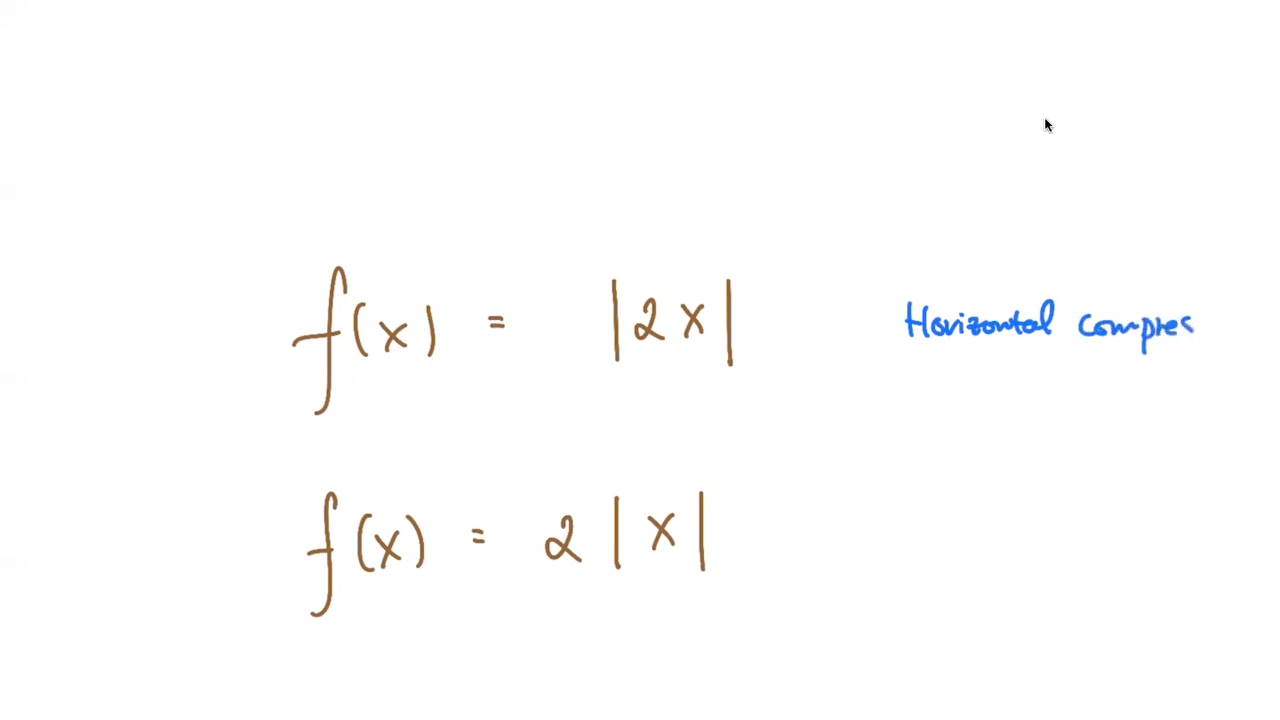 f(x) = |2x| Horizontal compres
f(x) = 2|x|